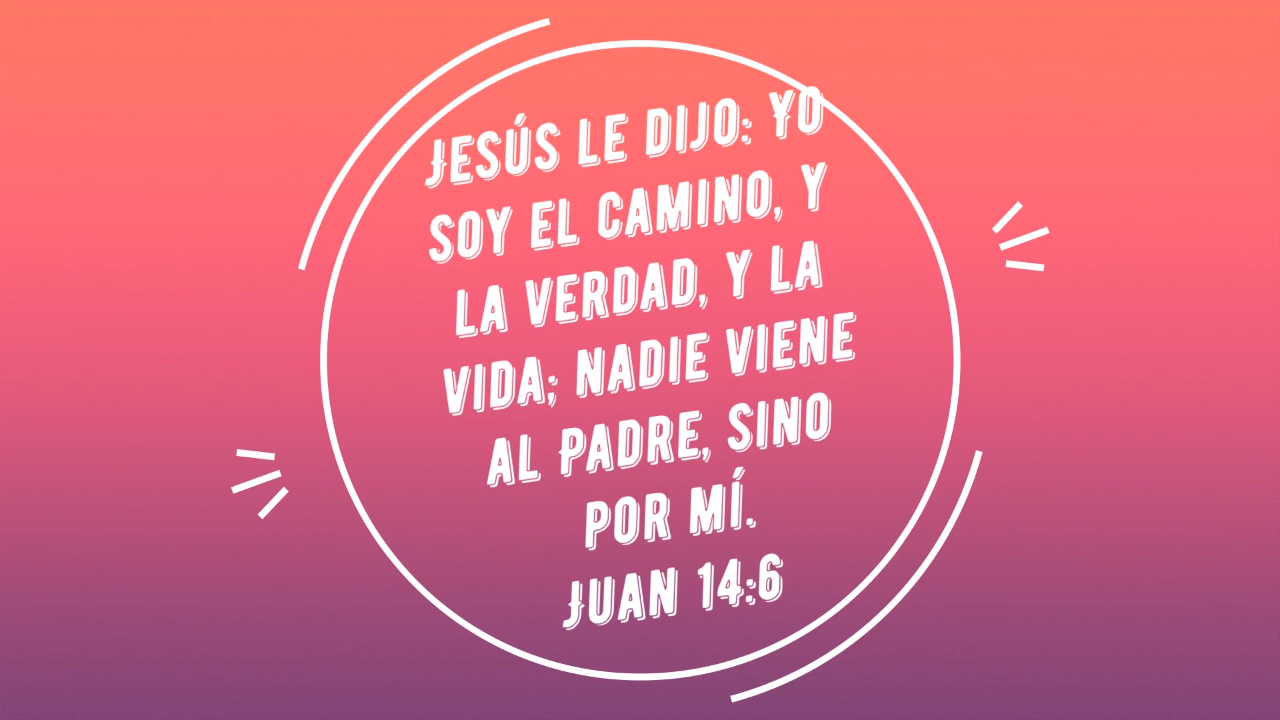 JESÚS LE DIJO: YO
SOY EL CAMINO, Y
LA VERDAD, Y LA
VIDA; NADIE VIENE
AL PADRE, SINO
POR MÍ.
JUAN 14:6